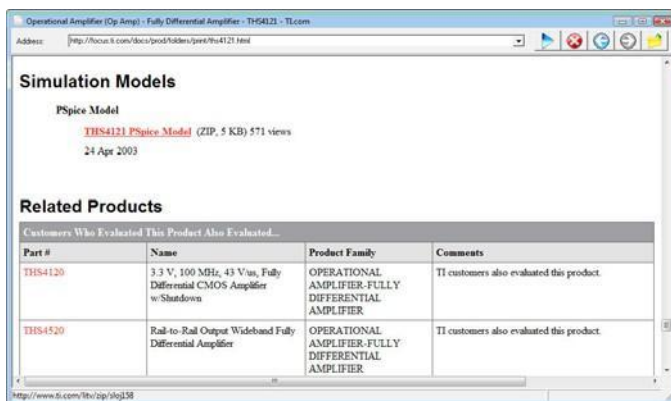 Operational Amplifier (Op Amp) - Fully Differential Amplifier - THS4121 - TI.com
Address: http://focus.ti.com/docs/prod/folders/print/ths4121.html
Simulation Models
PSpice Model
THS4121 PSpice Model (ZIP, 5 KB) 571 views
24 Apr 2003
Related Products
Customers Who Evaluated This Product Also Evaluated...
Part # Name Product Family Comments
THS4120 3.3 V, 100 MHz, 43 V/us, Fully OPERATIONAL TI customers also evaluated this product.
Differential CMOS Amplifier AMPLIFIER-FULLY
w/Shutdown DIFFERENTIAL
AMPLIFIER
THS4520 Rail-to-Rail Output Wideband Fully OPERATIONAL TI customers also evaluated this product.
Differential Amplifier AMPLIFIER-FULLY
DIFFERENTIAL
AMPLIFIER
http://www.ti.com/litv/zip/sloj158